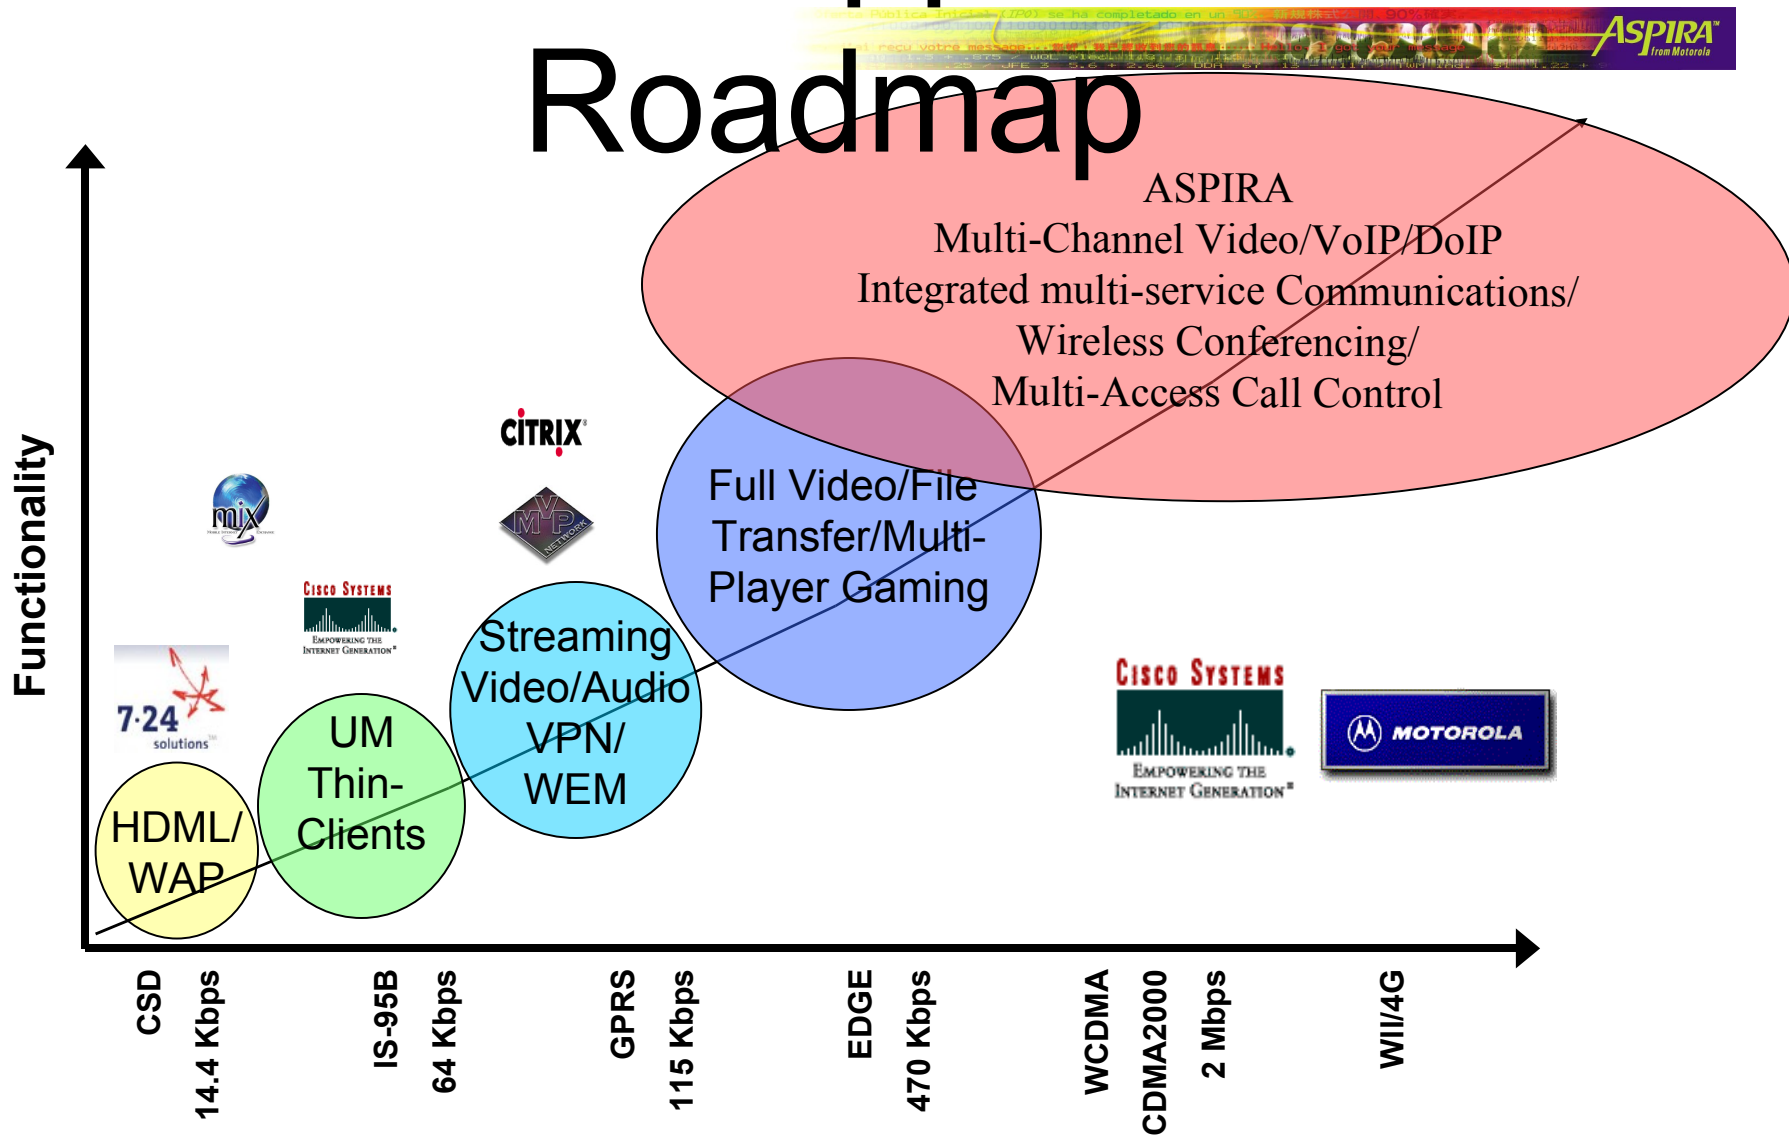 Roadmap
ASPIRA™
from Motorola
ASPIRA
Multi-Channel Video/VoIP/DoIP
Integrated multi-service Communications/
Wireless Conferencing/
Multi-Access Call Control
Functionality
CITRIX®
mix
MVP
NETWORK
Full Video/File
Transfer/Multi-
Player Gaming
CISCO SYSTEMS
EMPOWERING THE
INTERNET GENERATION
7·24
solutions™
Streaming
Video/Audio
VPN/
WEM
UM
Thin-
Clients
HDML/
WAP
CISCO SYSTEMS
EMPOWERING THE
INTERNET GENERATION
MOTOROLA
CSD
14.4 Kbps
IS-95B
64 Kbps
GPRS
115 Kbps
EDGE
470 Kbps
WCDMA
CDMA2000
2 Mbps
WII/4G